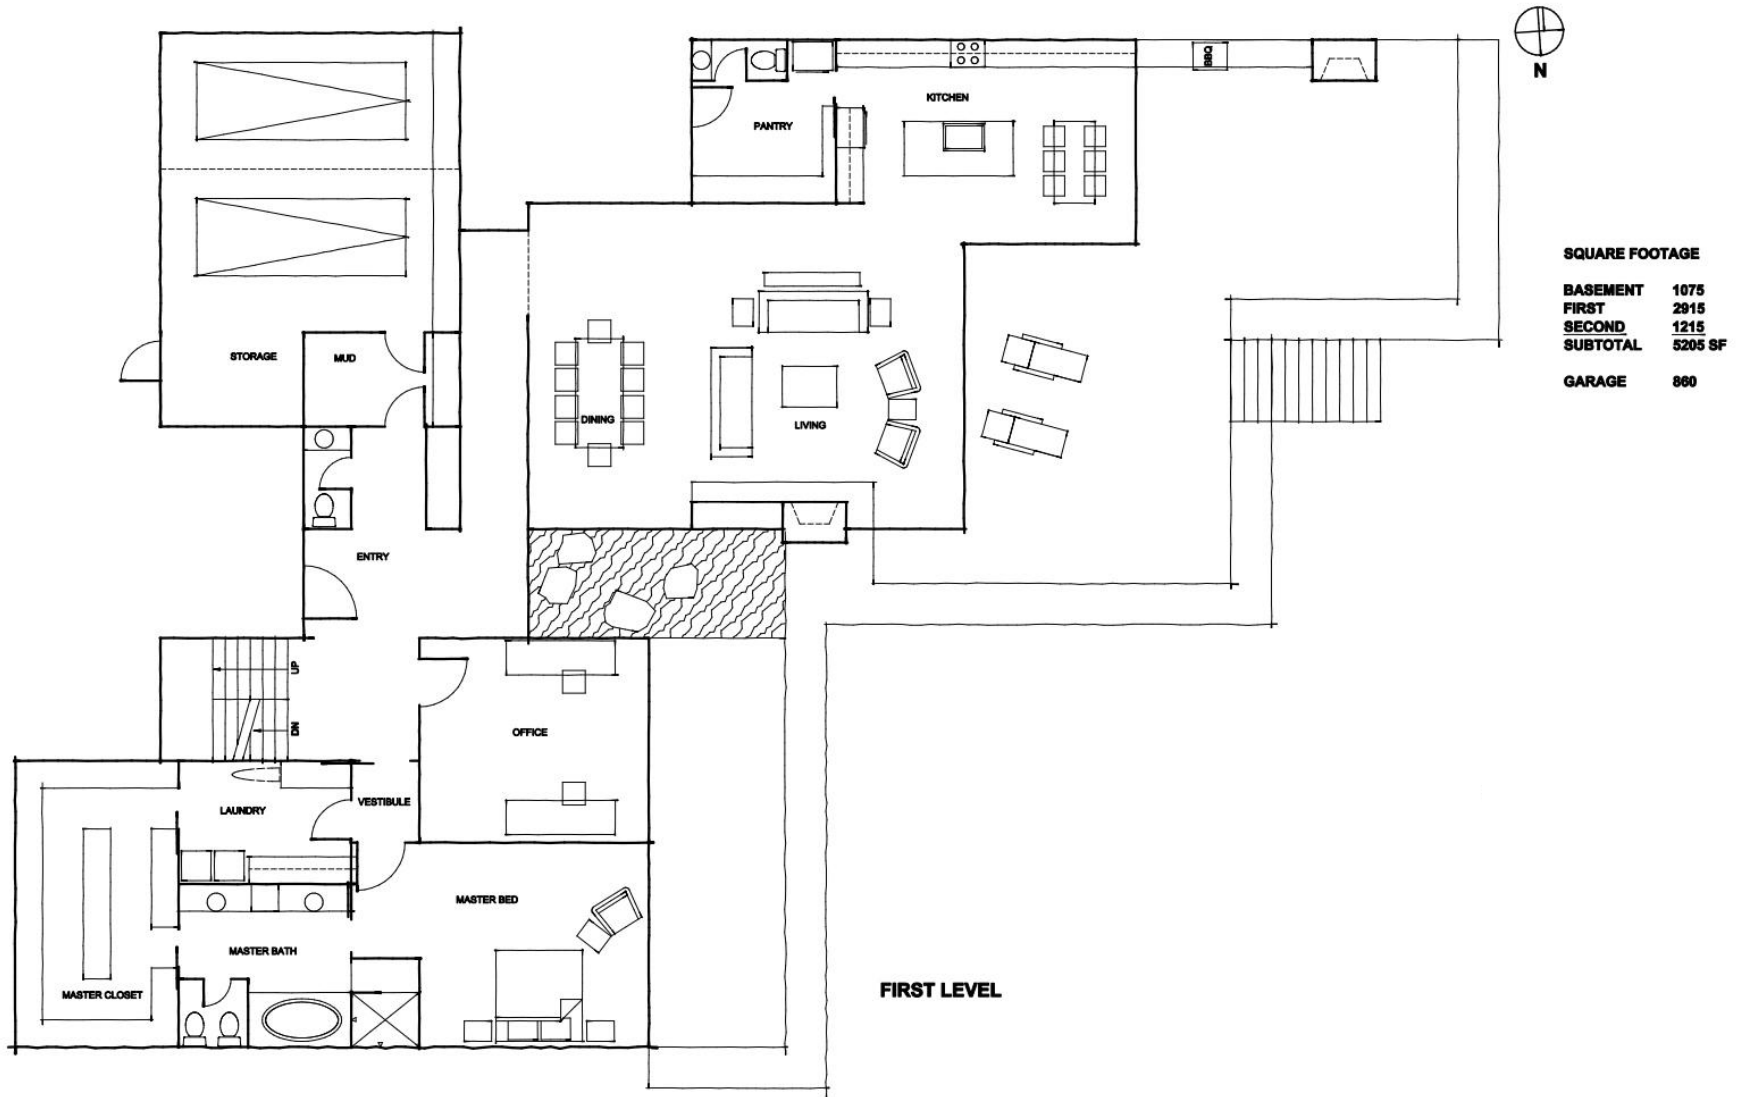 N
BBQ
KITCHEN
PANTRY
SQUARE FOOTAGE
BASEMENT 1075
FIRST 2915
SECOND 1215
SUBTOTAL 5205 SF
GARAGE 860
STORAGE
MUD
DINING
LIVING
ENTRY
UP
DN
OFFICE
VESTIBULE
LAUNDRY
MASTER BED
MASTER BATH
MASTER CLOSET
FIRST LEVEL